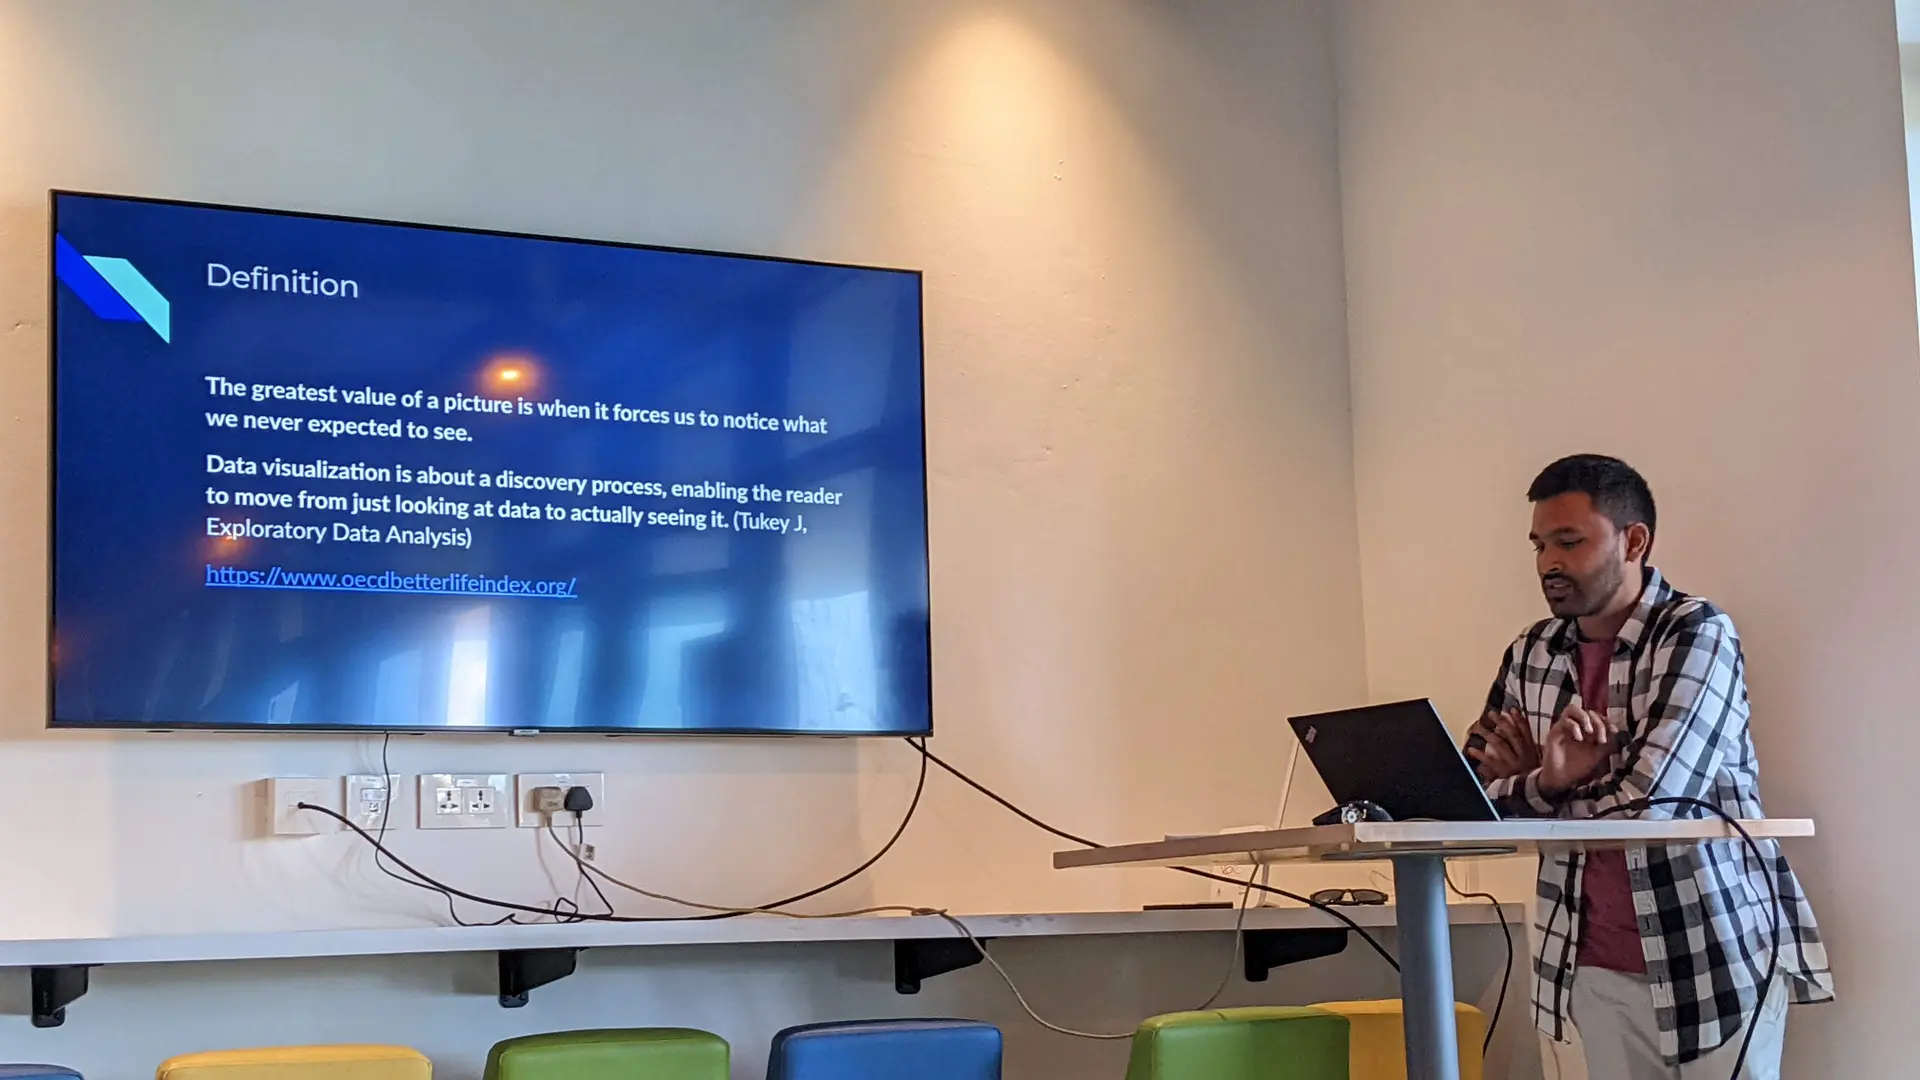 Definition
The greatest value of a picture is when it forces us to notice what
we never expected to see.
Data visualization is about a discovery process, enabling the reader
to move from just looking at data to actually seeing it. (Tukey J,
Exploratory Data Analysis)
https://www.oecdbetterlifeindex.org/